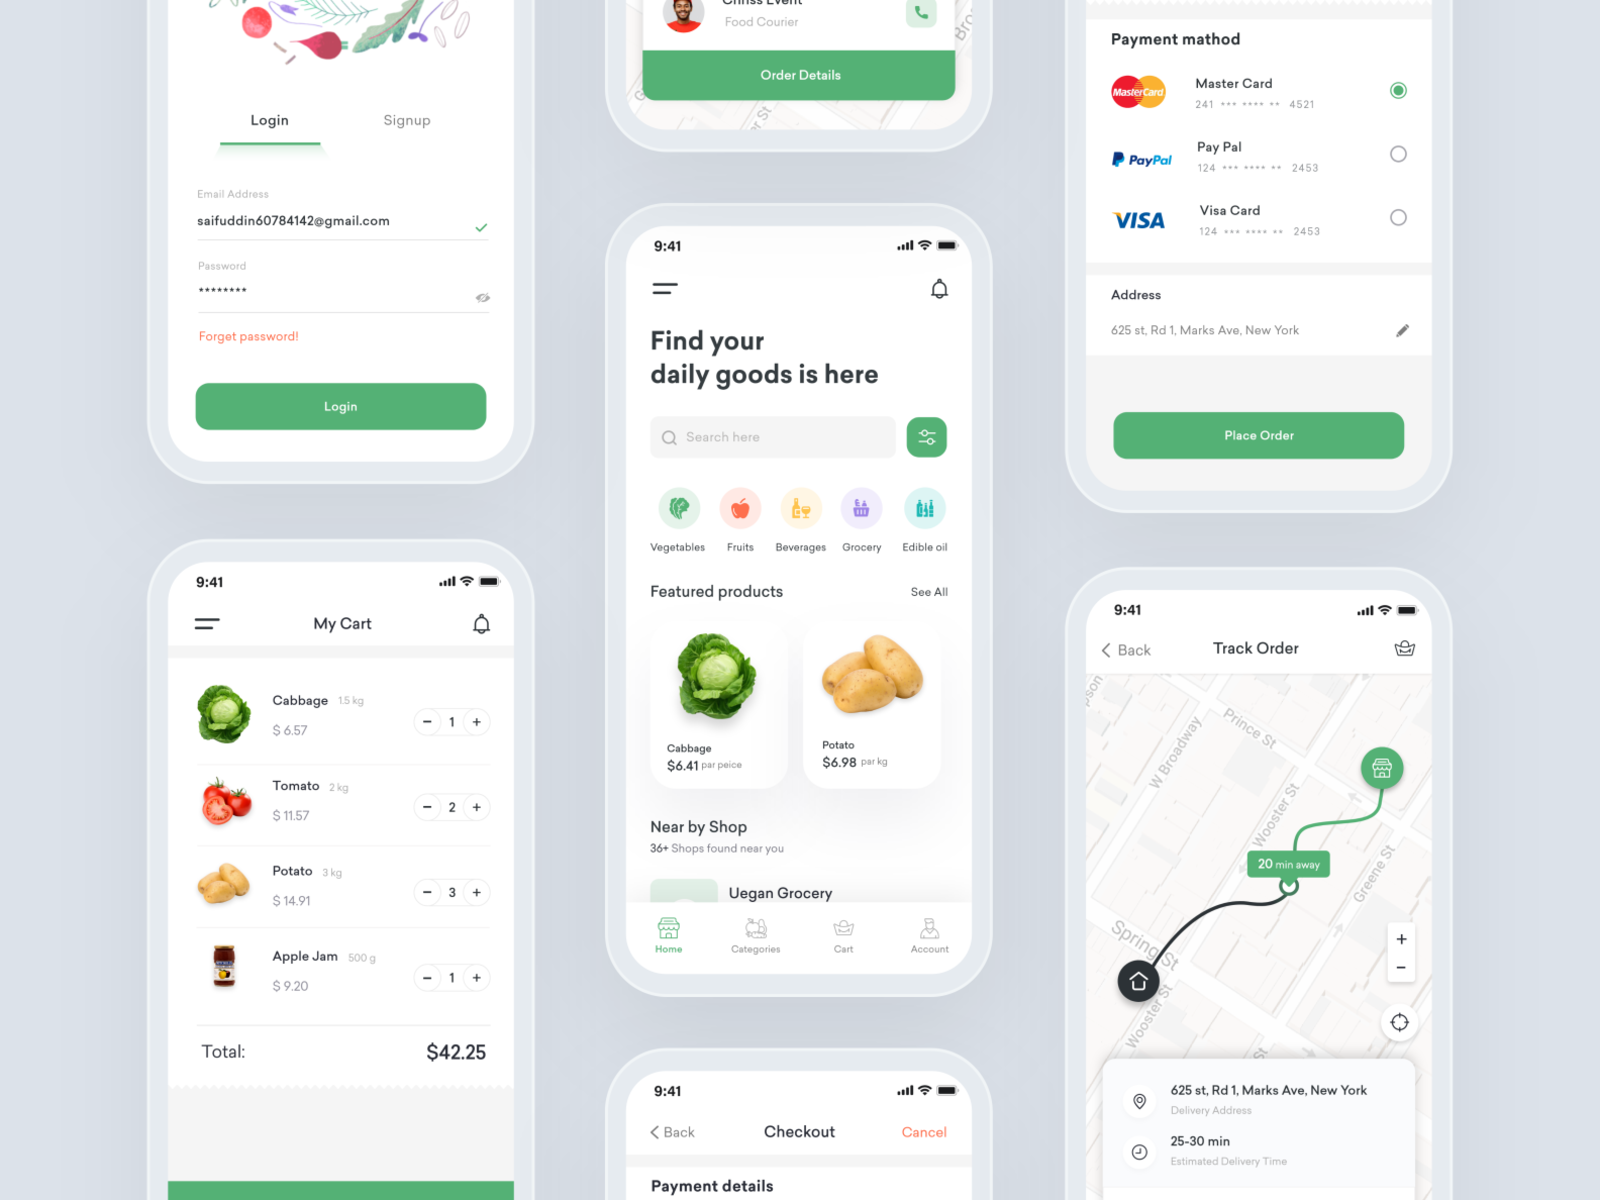 Login
Signup
Email Address
saifuddin60784142@gmail.com
Password
********
Forget password!
Login
9:41
My Cart
Cabbage 1.5 kg
$ 6.57
− 1 +
Tomato 2 kg
$ 11.57
− 2 +
Potato 3 kg
$ 14.91
− 3 +
Apple Jam 500 g
$ 9.20
− 1 +
Total: $42.25
Chriss Event
Food Courier
Order Details
9:41
Find your
daily goods is here
Search here
Vegetables Fruits Beverages Grocery Edible oil
Featured products See All
Cabbage
$6.41 par peice
Potato
$6.98 par kg
Near by Shop
36+ Shops found near you
Uegan Grocery
Home Categories Cart Account
9:41
Back Checkout Cancel
Payment details
Payment mathod
MasterCard
Master Card
241 *** **** ** 4521
PayPal
Pay Pal
124 *** **** ** 2453
VISA
Visa Card
124 *** **** ** 2453
Address
625 st, Rd 1, Marks Ave, New York
Place Order
9:41
Back Track Order
Prince St
W Broadway
Wooster St
20 min away
Greene St
Spring St
Wooster St
+
−
625 st, Rd 1, Marks Ave, New York
Delivery Address
25-30 min
Estimated Delivery Time